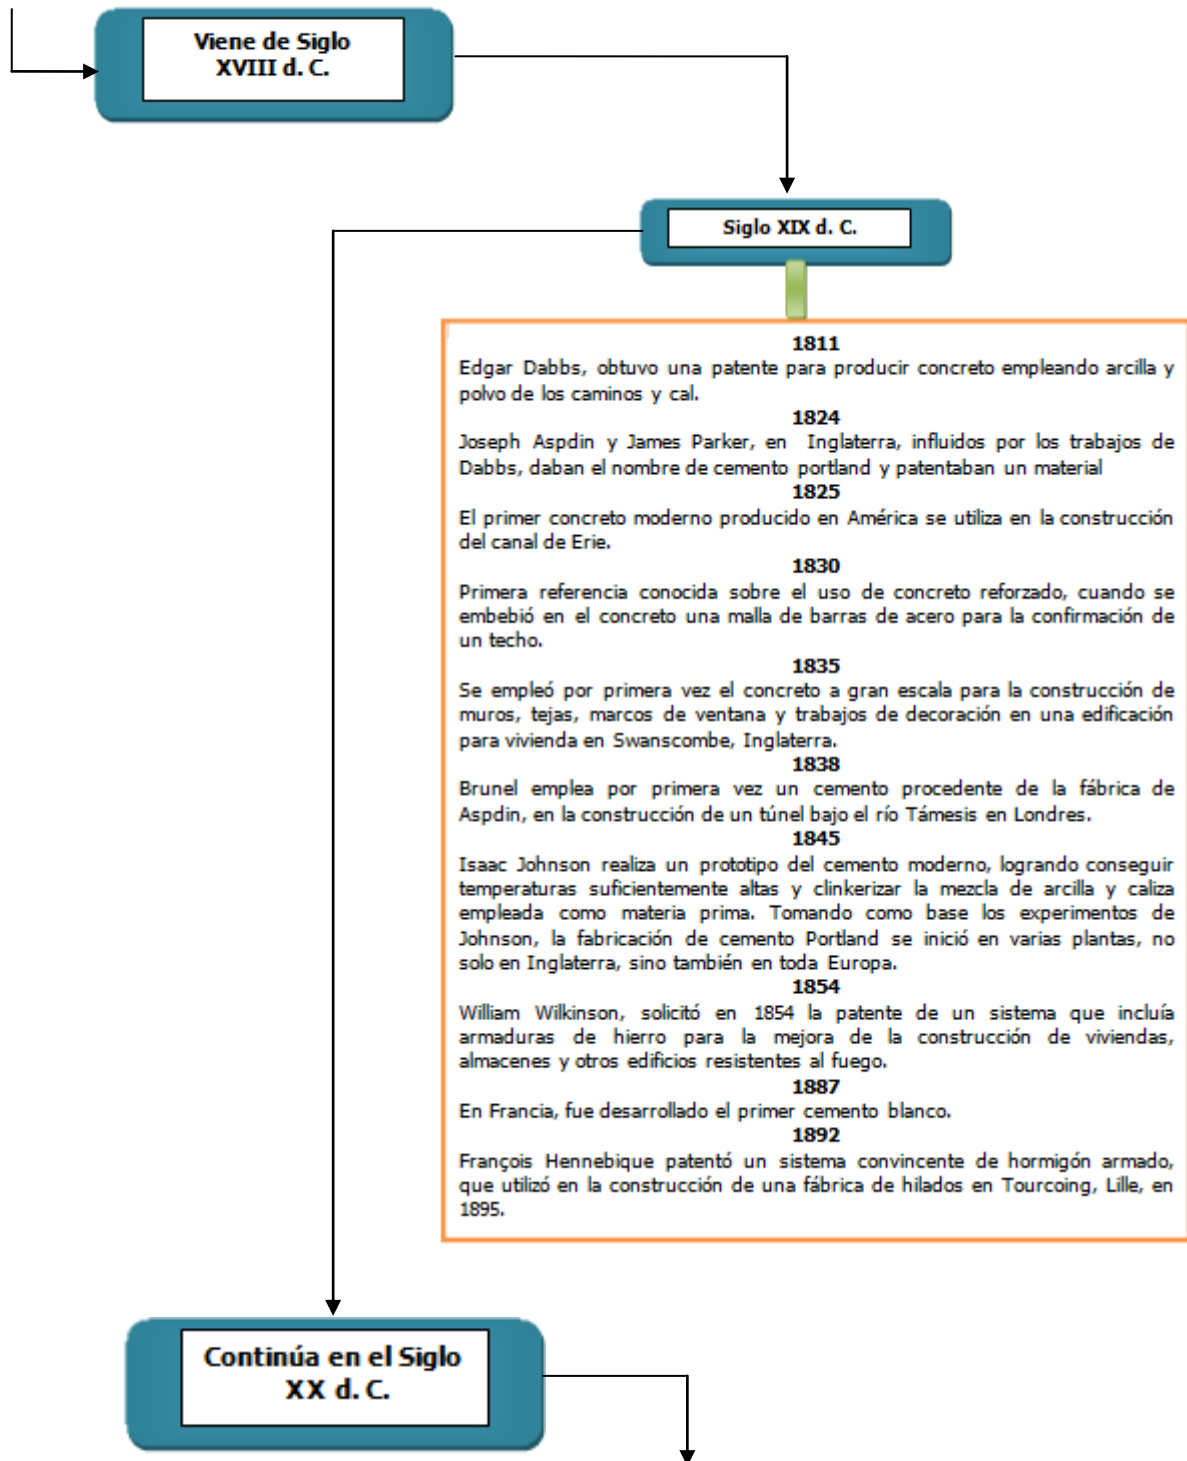 Viene de Siglo
XVIII d. C.
Siglo XIX d. C.
1811
Edgar Dabbs, obtuvo una patente para producir concreto empleando arcilla y
polvo de los caminos y cal.
1824
Joseph Aspdin y James Parker, en Inglaterra, influidos por los trabajos de
Dabbs, daban el nombre de cemento portland y patentaban un material
1825
El primer concreto moderno producido en América se utiliza en la construcción
del canal de Erie.
1830
Primera referencia conocida sobre el uso de concreto reforzado, cuando se
embebió en el concreto una malla de barras de acero para la confirmación de
un techo.
1835
Se empleó por primera vez el concreto a gran escala para la construcción de
muros, tejas, marcos de ventana y trabajos de decoración en una edificación
para vivienda en Swanscombe, Inglaterra.
1838
Brunel emplea por primera vez un cemento procedente de la fábrica de
Aspdin, en la construcción de un túnel bajo el río Támesis en Londres.
1845
Isaac Johnson realiza un prototipo del cemento moderno, logrando conseguir
temperaturas suficientemente altas y clinkerizar la mezcla de arcilla y caliza
empleada como materia prima. Tomando como base los experimentos de
Johnson, la fabricación de cemento Portland se inició en varias plantas, no
solo en Inglaterra, sino también en toda Europa.
1854
William Wilkinson, solicitó en 1854 la patente de un sistema que incluía
armaduras de hierro para la mejora de la construcción de viviendas,
almacenes y otros edificios resistentes al fuego.
1887
En Francia, fue desarrollado el primer cemento blanco.
1892
François Hennebique patentó un sistema convincente de hormigón armado,
que utilizó en la construcción de una fábrica de hilados en Tourcoing, Lille, en
1895.
Continúa en el Siglo
XX d. C.